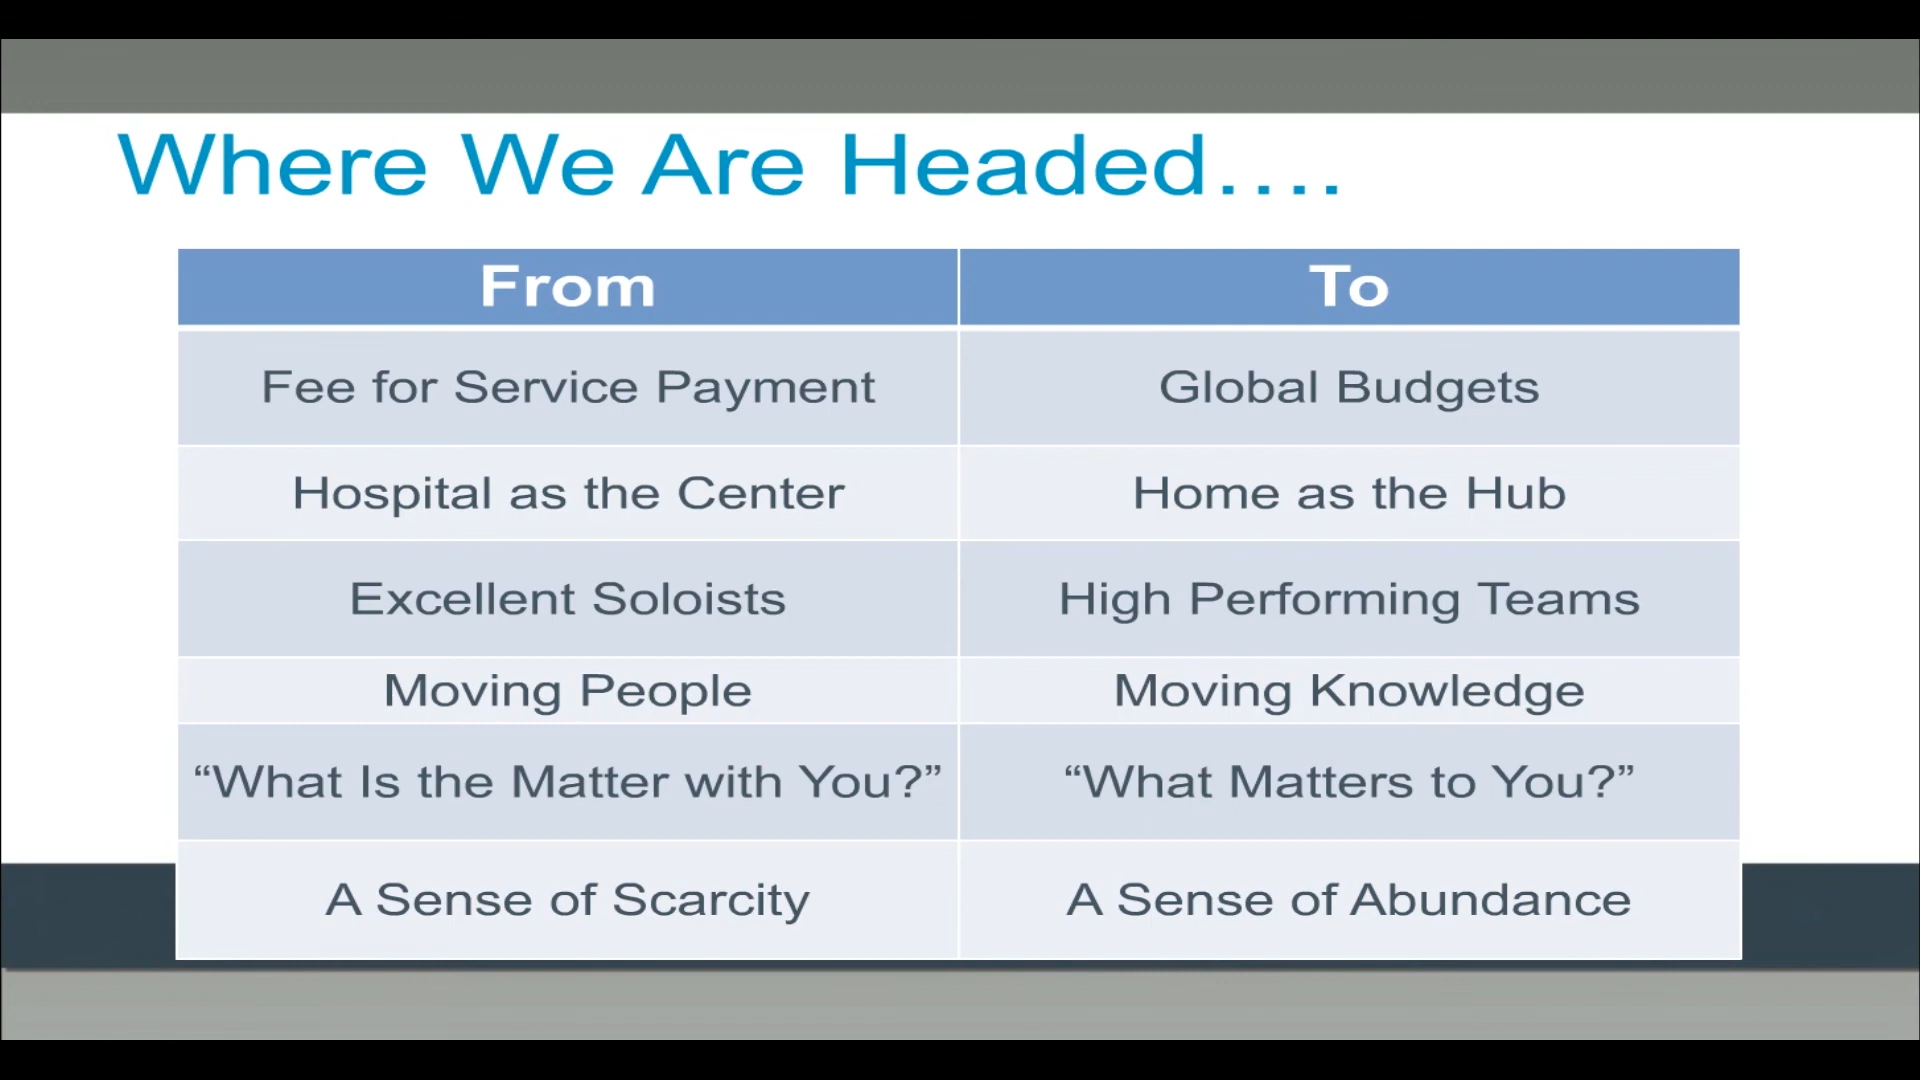 Where We Are Headed....
From To
Fee for Service Payment Global Budgets
Hospital as the Center Home as the Hub
Excellent Soloists High Performing Teams
Moving People Moving Knowledge
“What Is the Matter with You?” “What Matters to You?”
A Sense of Scarcity A Sense of Abundance